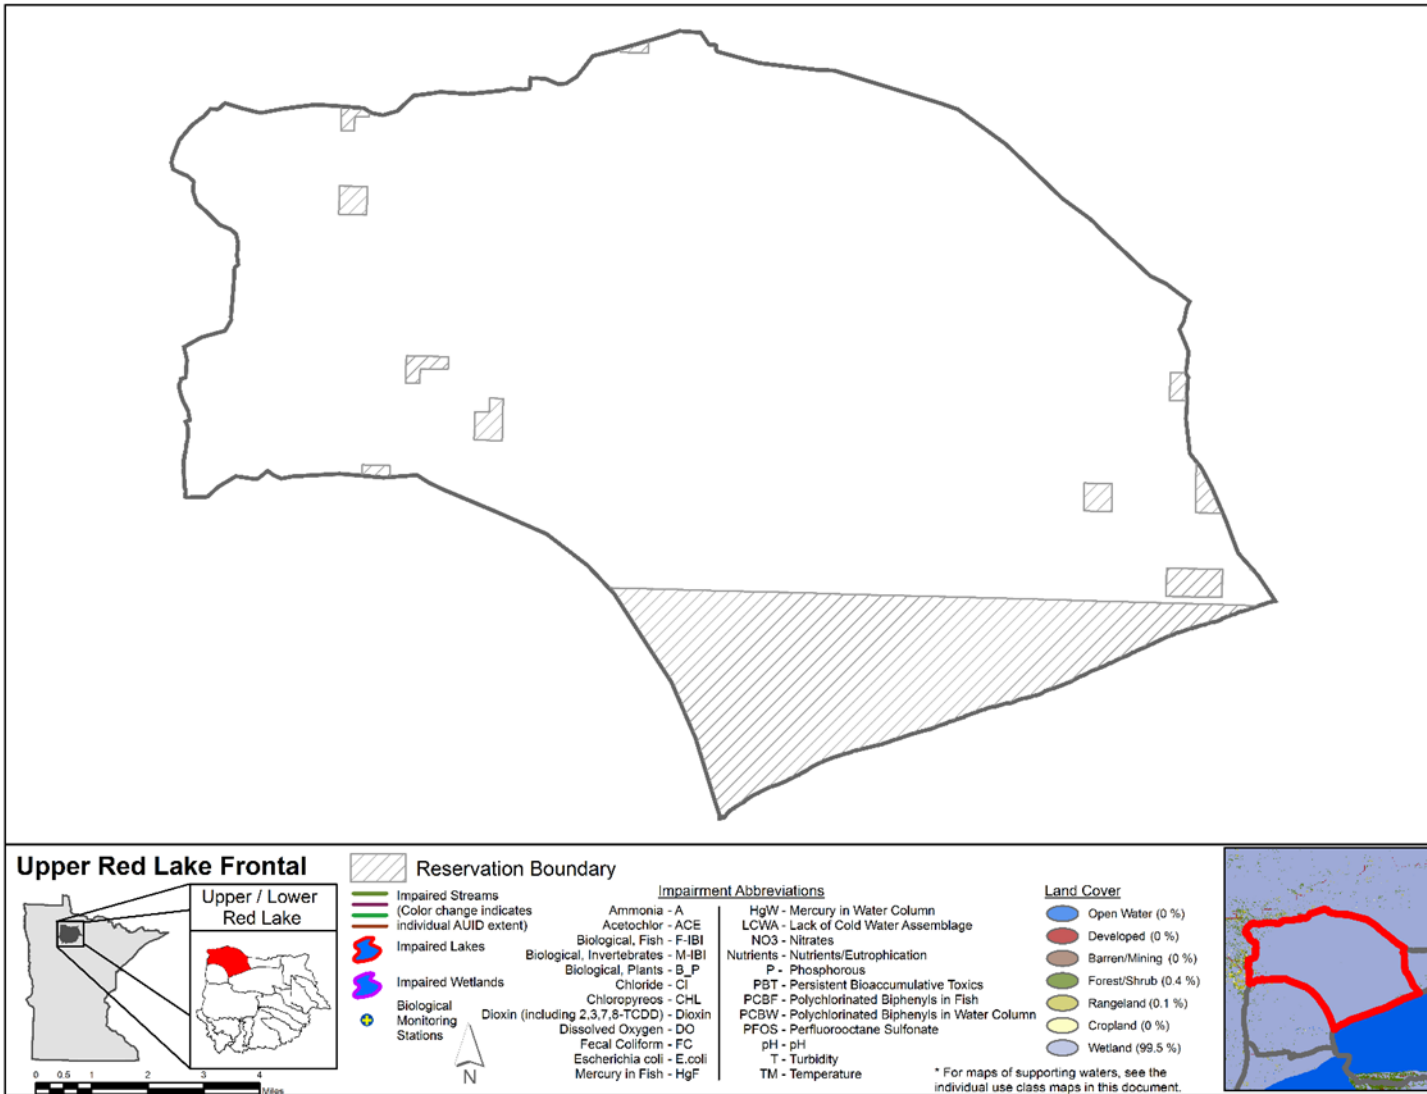 Upper Red Lake Frontal
Upper / Lower
Red Lake
0 0.5 1 2 3 4
Miles
Reservation Boundary
Impaired Streams
(Color change indicates
individual AUID extent)
Impaired Lakes
Impaired Wetlands
Biological
Monitoring
Stations
N
Impairment Abbreviations
Ammonia - A
Acetochlor - ACE
Biological, Fish - F-IBI
Biological, Invertebrates - M-IBI
Biological, Plants - B_P
Chloride - Cl
Chloropyreos - CHL
Dioxin (including 2,3,7,8-TCDD) - Dioxin
Dissolved Oxygen - DO
Fecal Coliform - FC
Escherichia coli - E.coli
Mercury in Fish - HgF
HgW - Mercury in Water Column
LCWA - Lack of Cold Water Assemblage
NO3 - Nitrates
Nutrients - Nutrients/Eutrophication
P - Phosphorous
PBT - Persistent Bioaccumulative Toxics
PCBF - Polychlorinated Biphenyls in Fish
PCBW - Polychlorinated Biphenyls in Water Column
PFOS - Perfluorooctane Sulfonate
pH - pH
T - Turbidity
TM - Temperature
Land Cover
Open Water (0 %)
Developed (0 %)
Barren/Mining (0 %)
Forest/Shrub (0.4 %)
Rangeland (0.1 %)
Cropland (0 %)
Wetland (99.5 %)
* For maps of supporting waters, see the
individual use class maps in this document.